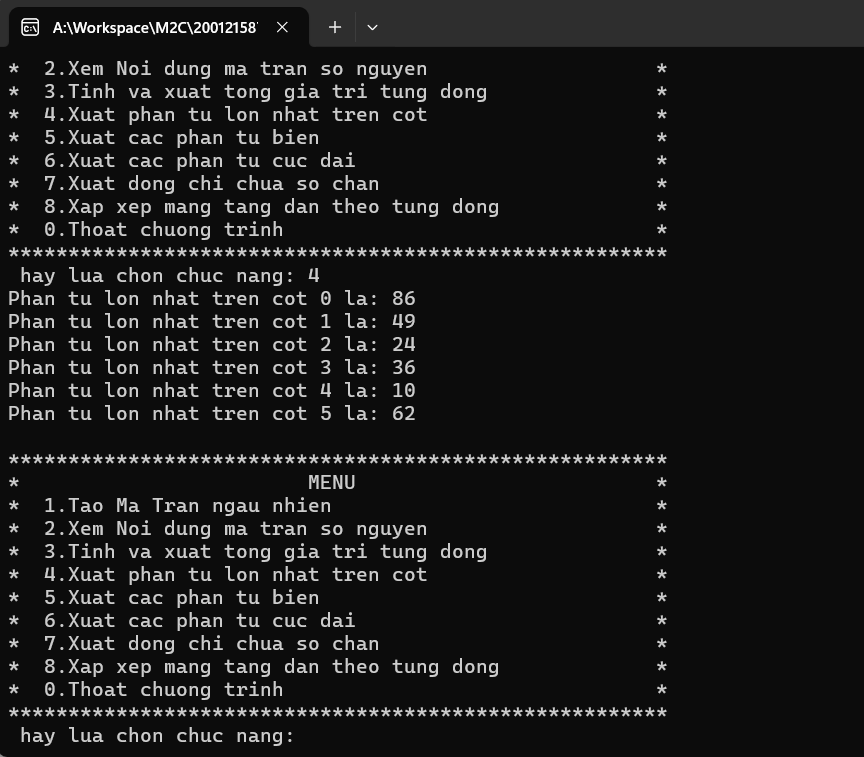 A:\Workspace\M2C\20012158
*  2.Xem Noi dung ma tran so nguyen                   *
*  3.Tinh va xuat tong gia tri tung dong              *
*  4.Xuat phan tu lon nhat tren cot                   *
*  5.Xuat cac phan tu bien                            *
*  6.Xuat cac phan tu cuc dai                         *
*  7.Xuat dong chi chua so chan                       *
*  8.Xap xep mang tang dan theo tung dong             *
*  0.Thoat chuong trinh                               *
*******************************************************
 hay lua chon chuc nang: 4
Phan tu lon nhat tren cot 0 la: 86
Phan tu lon nhat tren cot 1 la: 49
Phan tu lon nhat tren cot 2 la: 24
Phan tu lon nhat tren cot 3 la: 36
Phan tu lon nhat tren cot 4 la: 10
Phan tu lon nhat tren cot 5 la: 62

*******************************************************
*                        MENU                         *
*  1.Tao Ma Tran ngau nhien                           *
*  2.Xem Noi dung ma tran so nguyen                   *
*  3.Tinh va xuat tong gia tri tung dong              *
*  4.Xuat phan tu lon nhat tren cot                   *
*  5.Xuat cac phan tu bien                            *
*  6.Xuat cac phan tu cuc dai                         *
*  7.Xuat dong chi chua so chan                       *
*  8.Xap xep mang tang dan theo tung dong             *
*  0.Thoat chuong trinh                               *
*******************************************************
 hay lua chon chuc nang: